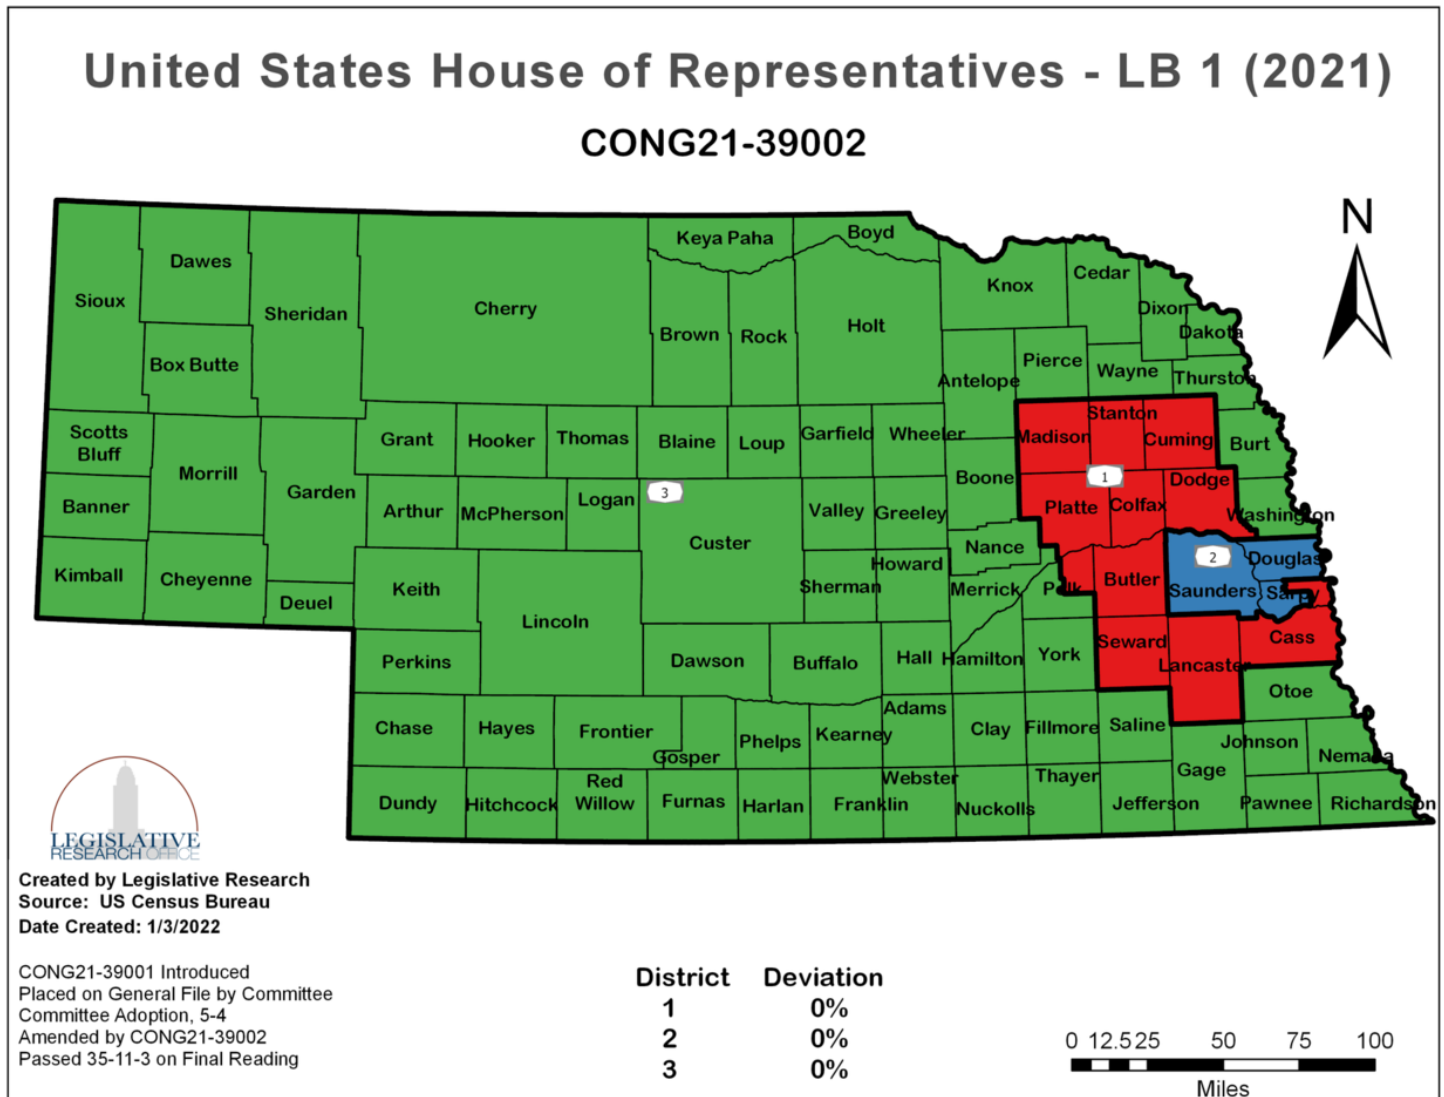 United States House of Representatives - LB 1 (2021)
CONG21-39002
N
Keya Paha
Boyd
Dawes
Cedar
Knox
Sioux
Sheridan
Cherry
Dixon
Holt
Dakota
Brown
Rock
Box Butte
Pierce
Wayne
Antelope
Thurston
Stanton
Scotts
Bluff
Grant
Hooker
Thomas
Blaine
Loup
Garfield
Wheeler
Madison
Cuming
Burt
Morrill
Boone
1
Dodge
Garden
Logan
3
Banner
Arthur
McPherson
Valley
Greeley
Platte
Colfax
Washington
Custer
Nance
2
Douglas
Kimball
Cheyenne
Howard
Butler
Keith
Sherman
Merrick
Polk
Saunders
Sarpy
Deuel
Lincoln
Seward
Cass
Perkins
Dawson
Buffalo
Hall
Hamilton
York
Lancaster
Otoe
Adams
Chase
Hayes
Frontier
Phelps
Kearney
Clay
Fillmore
Saline
Gosper
Johnson
Nemaha
Red
Willow
Webster
Thayer
Gage
Dundy
Hitchcock
Furnas
Harlan
Franklin
Nuckolls
Jefferson
Pawnee
Richardson
LEGISLATIVE
RESEARCH OFFICE
Created by Legislative Research
Source: US Census Bureau
Date Created: 1/3/2022
CONG21-39001 Introduced
Placed on General File by Committee
Committee Adoption, 5-4
Amended by CONG21-39002
Passed 35-11-3 on Final Reading
District Deviation
1 0%
2 0%
3 0%
0 12.5 25 50 75 100
Miles